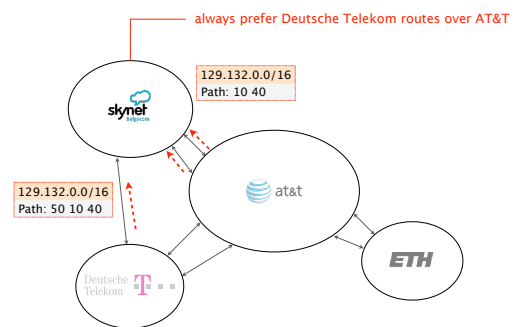 always prefer Deutsche Telekom routes over AT&T
129.132.0.0/16
Path: 10 40
skynet
Belgacom
at&t
129.132.0.0/16
Path: 50 10 40
ETH
Deutsche
Telekom
T